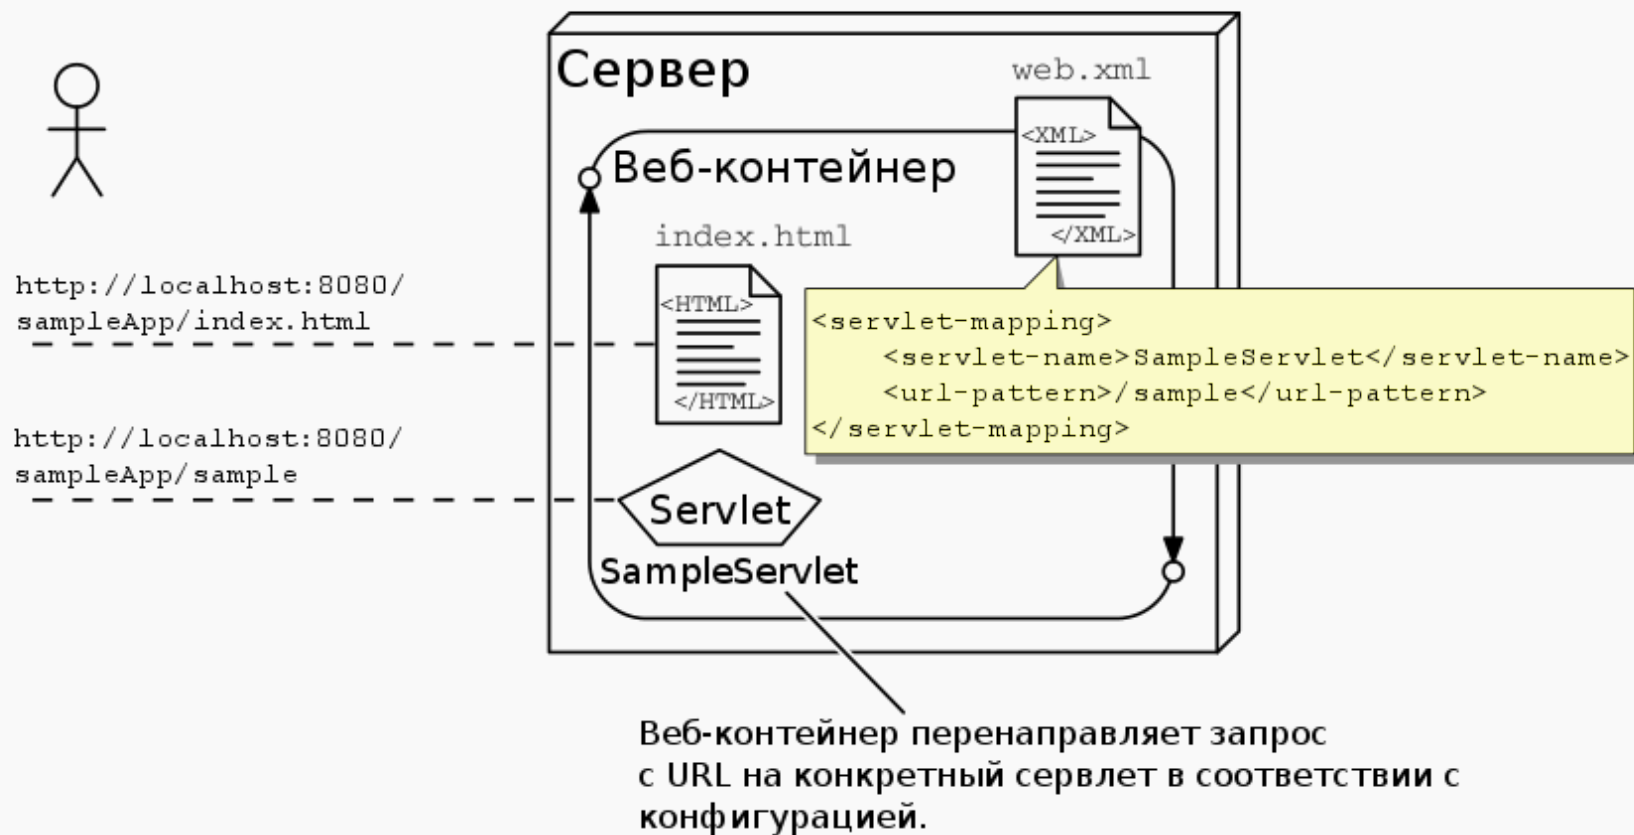 Сервер
web.xml
<XML>
Веб-контейнер
</XML>
index.html
http://localhost:8080/
sampleApp/index.html
<HTML>
</HTML>
<servlet-mapping>
<servlet-name>SampleServlet</servlet-name>
<url-pattern>/sample</url-pattern>
</servlet-mapping>
http://localhost:8080/
sampleApp/sample
Servlet
SampleServlet
Веб-контейнер перенаправляет запрос
с URL на конкретный сервлет в соответствии с
конфигурацией.